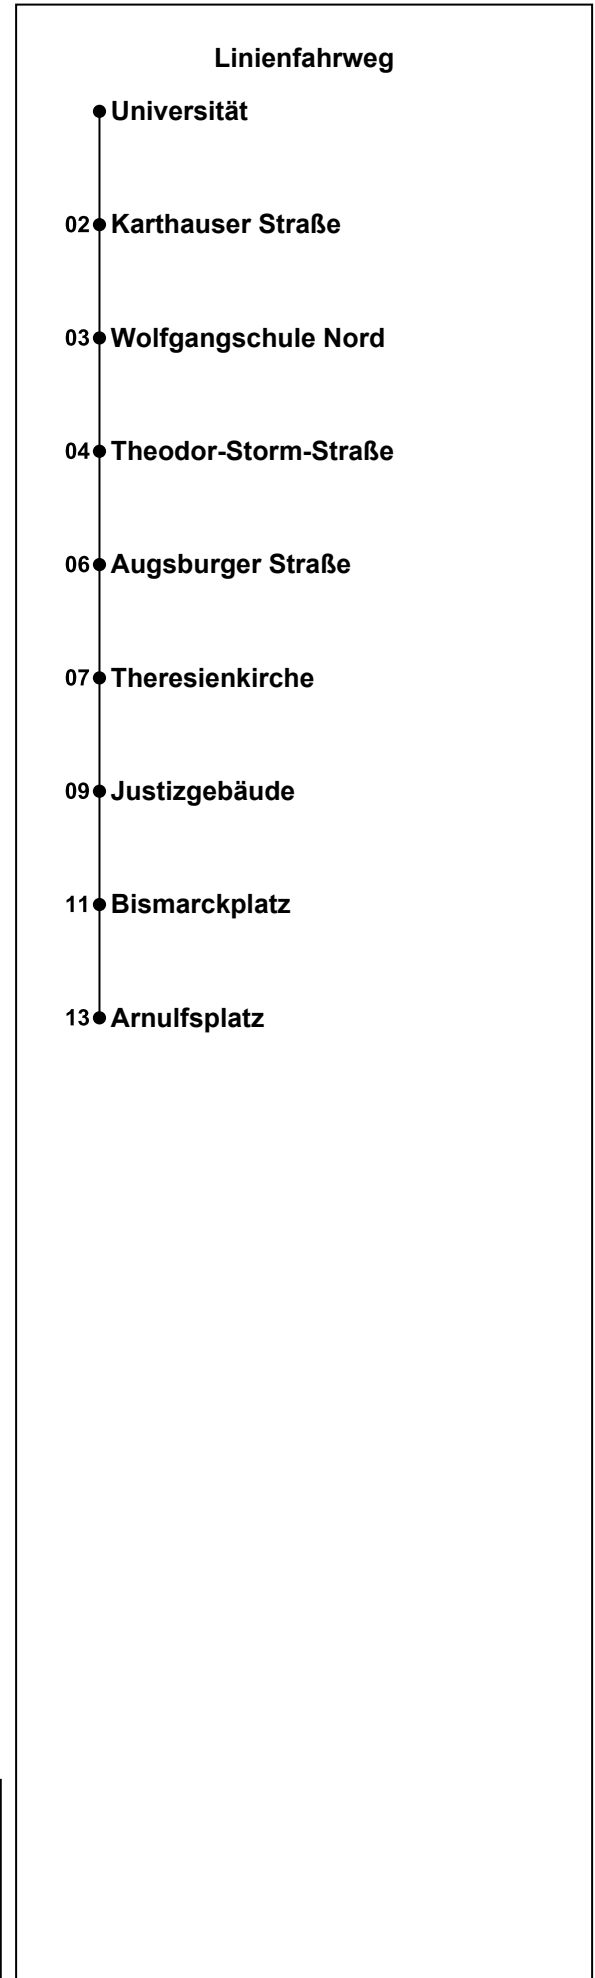 Linienfahrweg
Universität
02 Karthauser Straße
03 Wolfgangschule Nord
04 Theodor-Storm-Straße
06 Augsburger Straße
07 Theresienkirche
09 Justizgebäude
11 Bismarckplatz
13 Arnulfsplatz